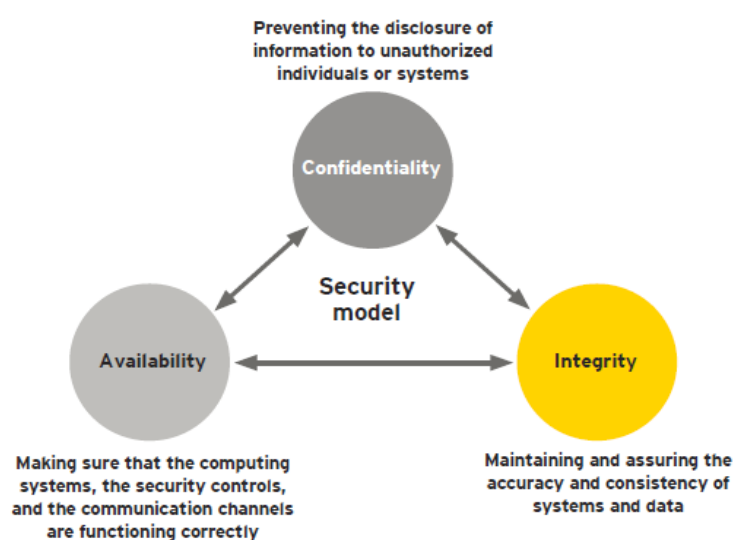 Preventing the disclosure of
information to unauthorized
individuals or systems
Confidentiality
Security
model
Availability
Integrity
Making sure that the computing
systems, the security controls,
and the communication channels
are functioning correctly
Maintaining and assuring the
accuracy and consistency of
systems and data